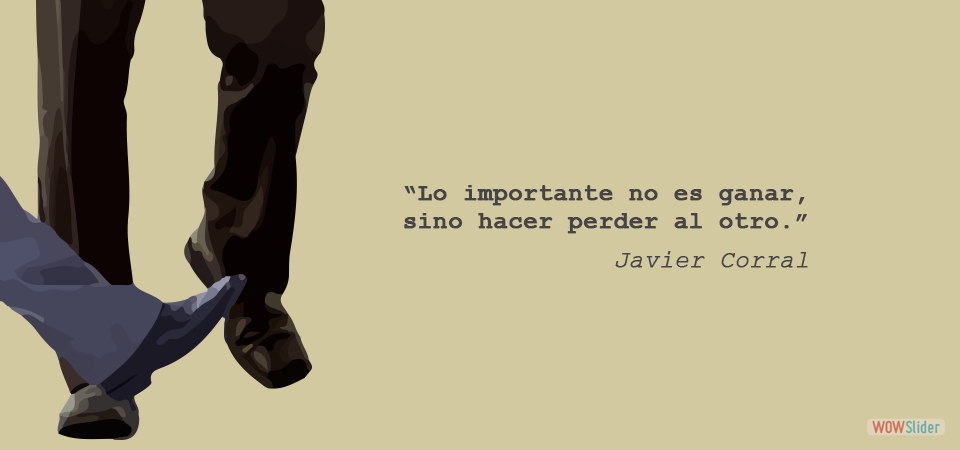 “Lo importante no es ganar,
sino hacer perder al otro.”
Javier Corral
WOWSlider